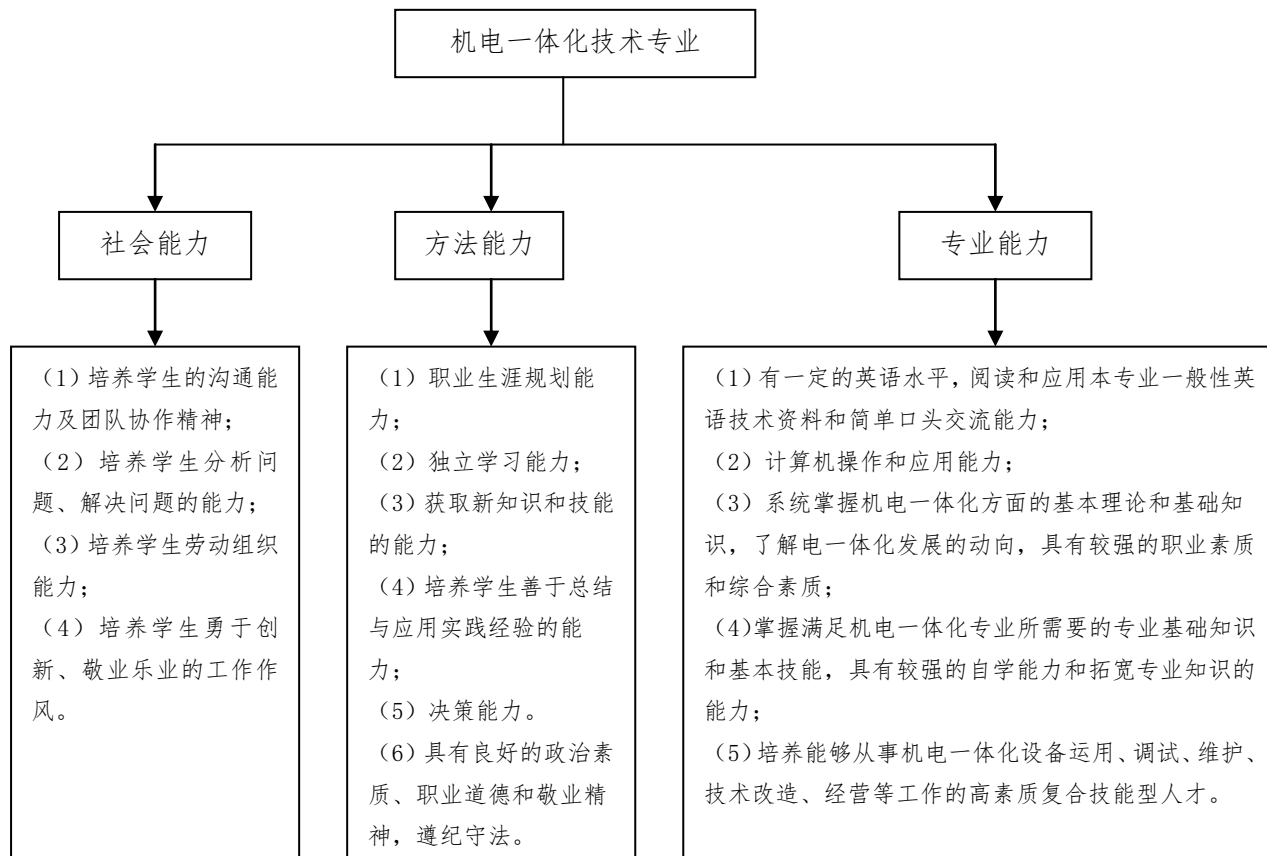 机电一体化技术专业
社会能力
方法能力
专业能力
（1）培养学生的沟通能
力及团队协作精神；
（2）培养学生分析问
题、解决问题的能力；
（3）培养学生劳动组织
能力；
（4）培养学生勇于创
新、敬业乐业的工作作
风。
（1）职业生涯规划能
力；
（2）独立学习能力；
（3）获取新知识和技能
的能力；
（4）培养学生善于总结
与应用实践经验的能
力；
（5）决策能力。
（6）具有良好的政治素
质、职业道德和敬业精
神，遵纪守法。
（1）有一定的英语水平，阅读和应用本专业一般性英
语技术资料和简单口头交流能力；
（2）计算机操作和应用能力；
（3）系统掌握机电一体化方面的基本理论和基础知
识，了解电一体化发展的动向，具有较强的职业素质
和综合素质；
（4）掌握满足机电一体化专业所需要的专业基础知识
和基本技能，具有较强的自学能力和拓宽专业知识的
能力；
（5）培养能够从事机电一体化设备运用、调试、维护、
技术改造、经营等工作的高素质复合技能型人才。